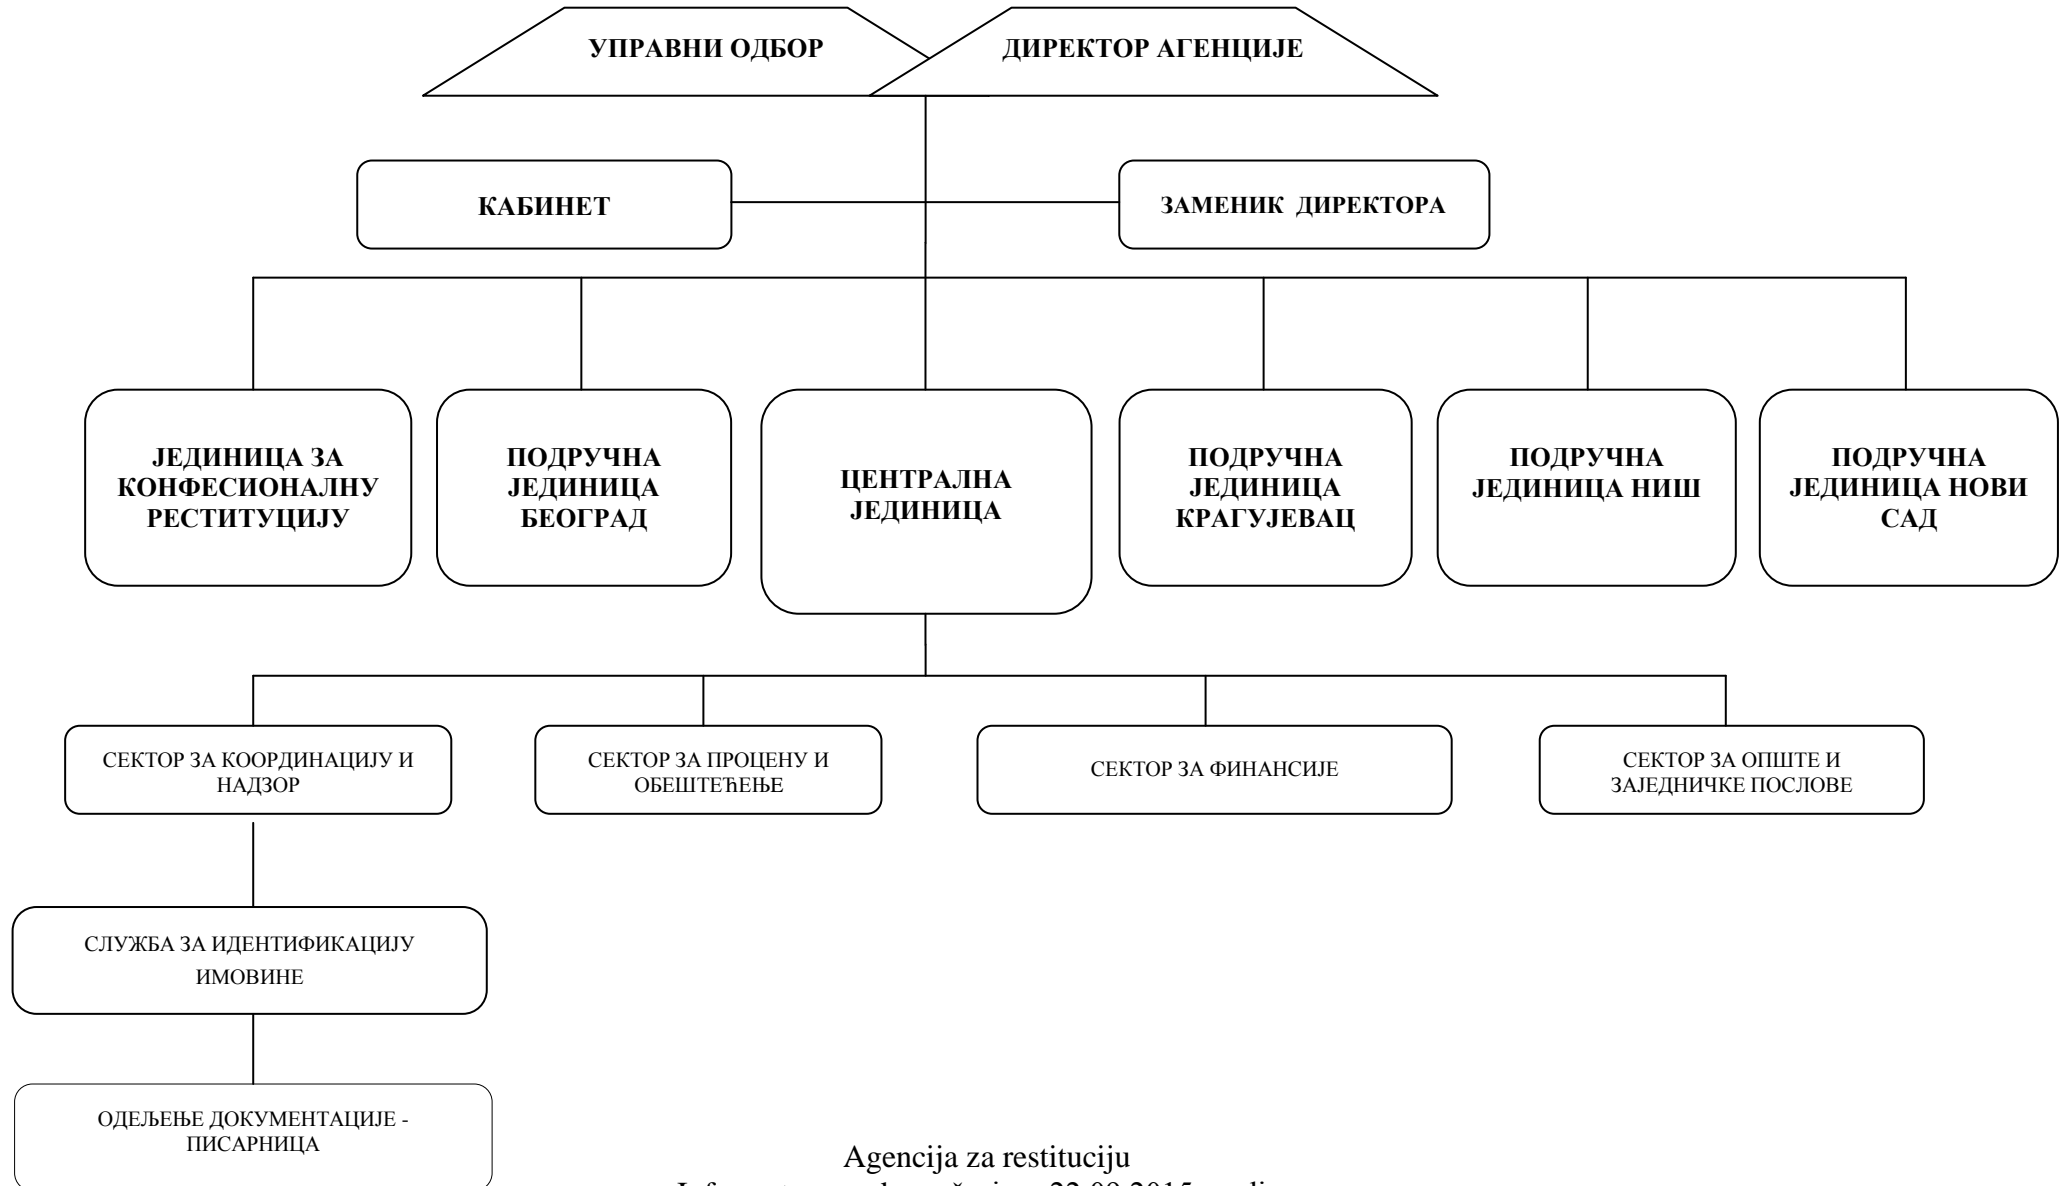 УПРАВНИ ОДБОР
ДИРЕКТОР АГЕНЦИЈЕ
КАБИНЕТ
ЗАМЕНИК ДИРЕКТОРА
ЈЕДИНИЦА ЗА
КОНФЕСИОНАЛНУ
РЕСТИТУЦИЈУ
ПОДРУЧНА
ЈЕДИНИЦА
БЕОГРАД
ЦЕНТРАЛНА
ЈЕДИНИЦА
ПОДРУЧНА
ЈЕДИНИЦА
КРАГУЈЕВАЦ
ПОДРУЧНА
ЈЕДИНИЦА НИШ
ПОДРУЧНА
ЈЕДИНИЦА НОВИ
САД
СЕКТОР ЗА КООРДИНАЦИЈУ И
НАДЗОР
СЕКТОР ЗА ПРОЦЕНУ И
ОБЕШТЕЋЕЊЕ
СЕКТОР ЗА ФИНАНСИЈЕ
СЕКТОР ЗА ОПШТЕ И
ЗАЈЕДНИЧКЕ ПОСЛОВЕ
СЛУЖБА ЗА ИДЕНТИФИКАЦИЈУ
ИМОВИНЕ
ОДЕЉЕЊЕ ДОКУМЕНТАЦИЈЕ -
ПИСАРНИЦА
Agencija za restituciju